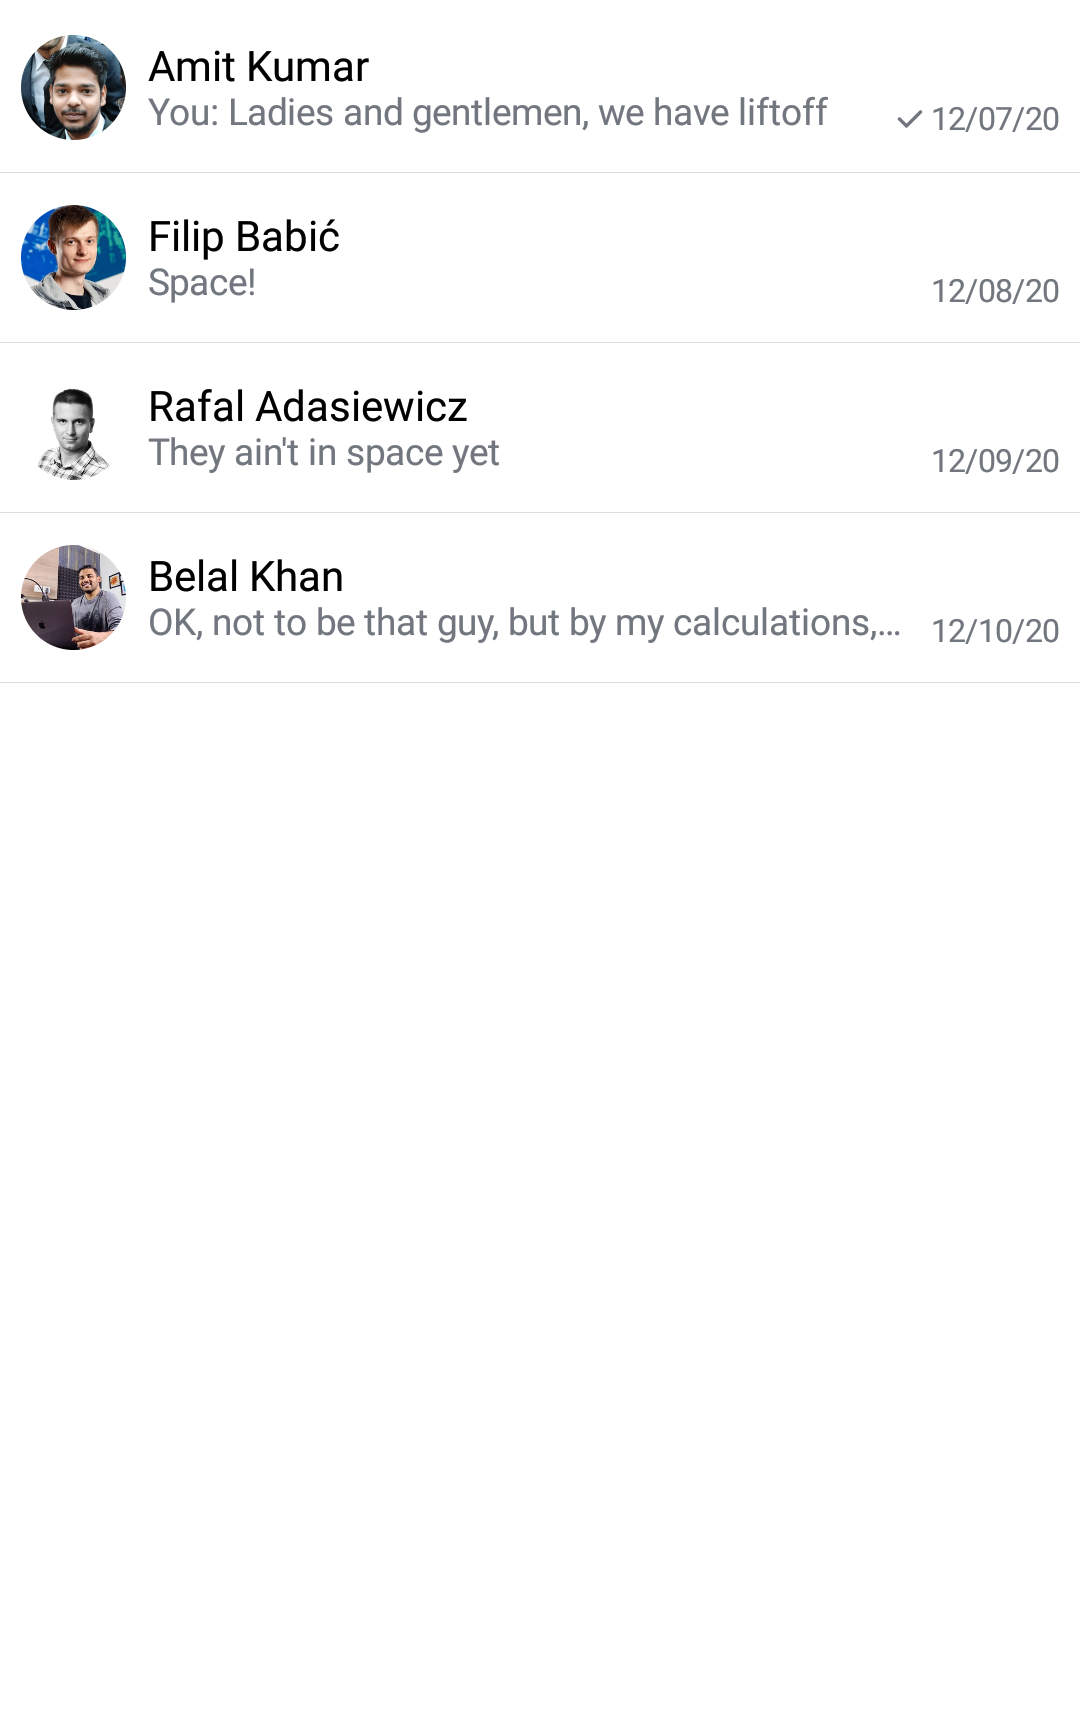 Amit Kumar
You: Ladies and gentlemen, we have liftoff
12/07/20
Filip Babić
Space!
12/08/20
Rafal Adasiewicz
They ain't in space yet
12/09/20
Belal Khan
OK, not to be that guy, but by my calculations,...
12/10/20